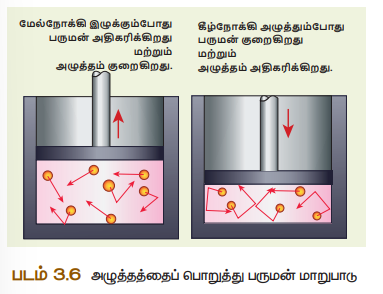 மேல்நோக்கி இழுக்கும்போது
பருமன் அதிகரிக்கிறது
மற்றும்
அழுத்தம் குறைகிறது.
கீழ்நோக்கி அழுத்தும்போது
பருமன் குறைகிறது
மற்றும்
அழுத்தம் அதிகரிக்கிறது.
படம் 3.6 அழுத்தத்தைப் பொறுத்து பருமன் மாறுபாடு